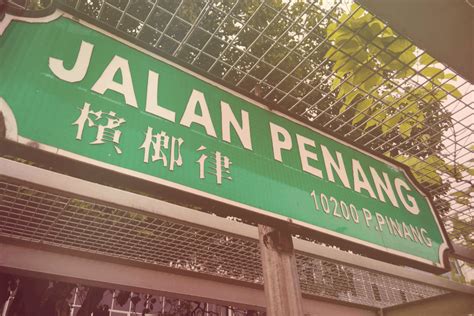 JALAN PENANG
檳榔律
10200 P.PINANG